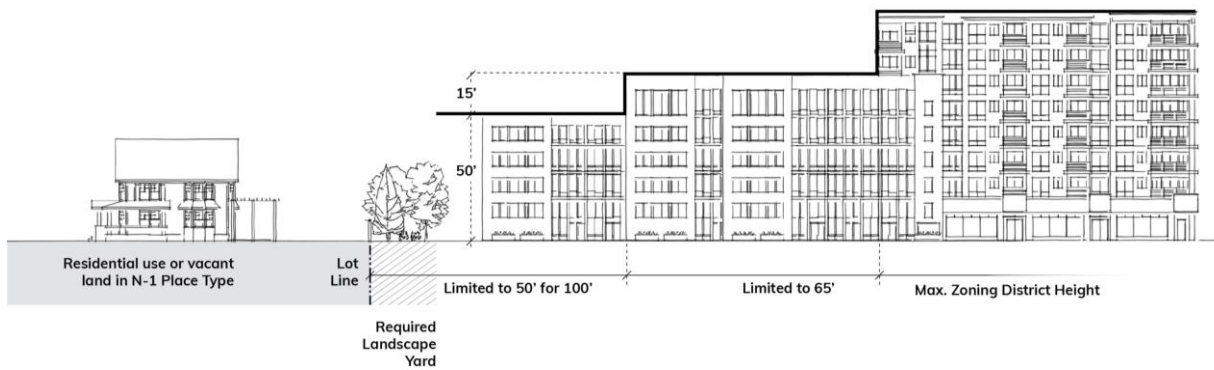 15'
50'
Residential use or vacant
land in N-1 Place Type
Lot
Line
Limited to 50' for 100'
Limited to 65'
Max. Zoning District Height
Required
Landscape
Yard